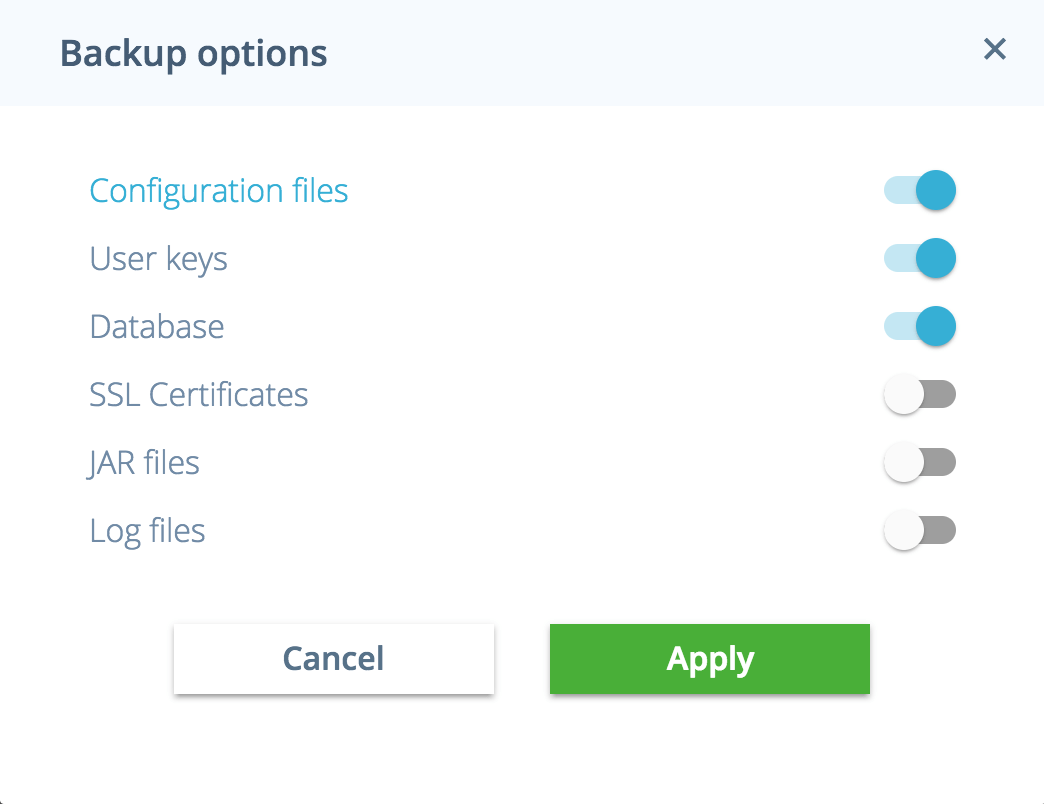 Backup options
Configuration files
User keys
Database
SSL Certificates
JAR files
Log files
Cancel Apply